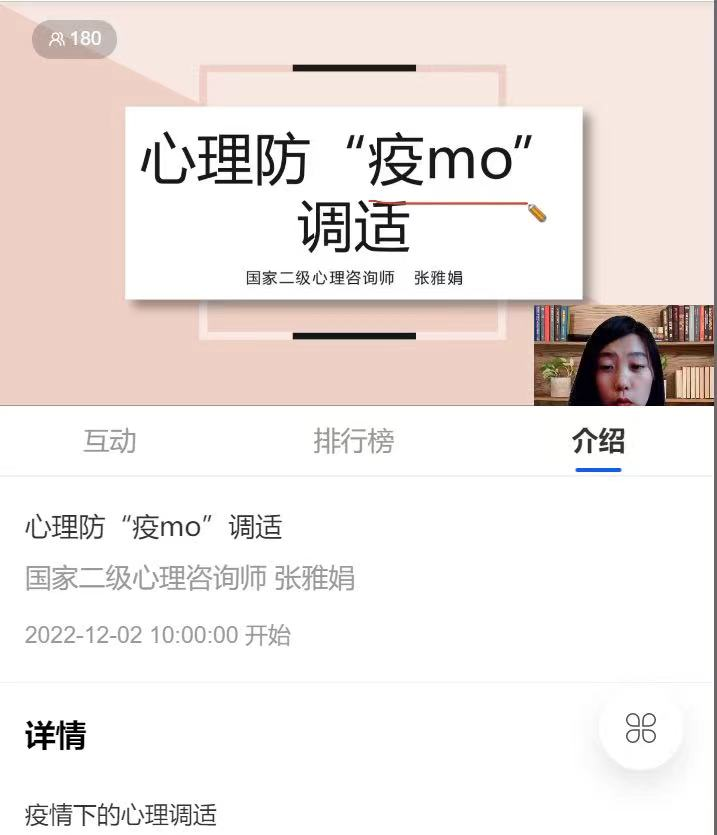 180
心理防“疫mo”
调适
国家二级心理咨询师 张雅娟
互动 排行榜 介绍
心理防“疫mo”调适
国家二级心理咨询师 张雅娟
2022-12-02 10:00:00 开始
详情
疫情下的心理调适